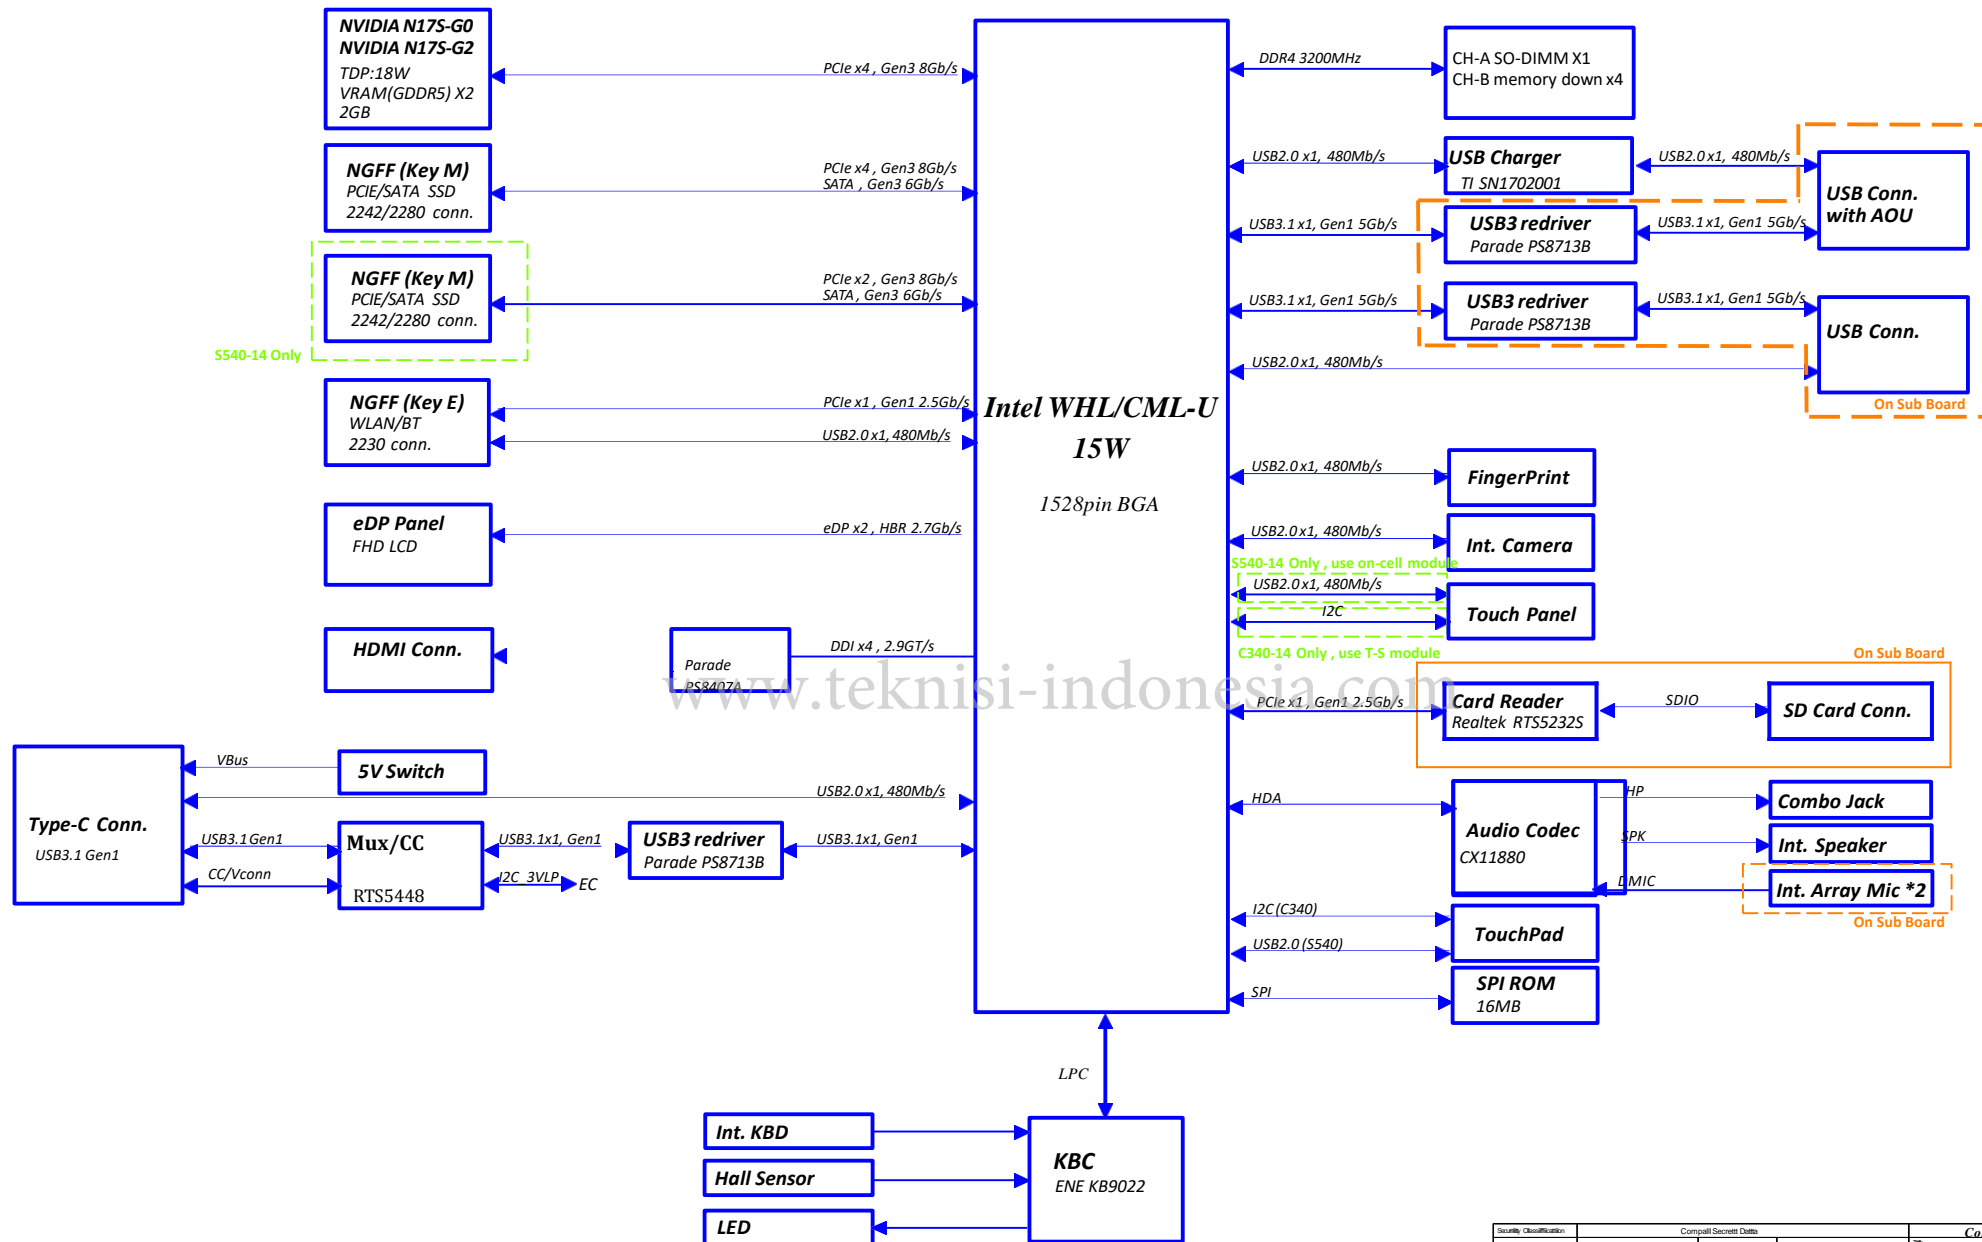 NVIDIA N17S-G0
NVIDIA N17S-G2
TDP:18W
VRAM(GDDR5) X2
2GB
PCIe x4 , Gen3 8Gb/s
NGFF (Key M)
PCIE/SATA SSD
2242/2280 conn.
PCIe x4 , Gen3 8Gb/s
SATA , Gen3 6Gb/s
NGFF (Key M)
PCIE/SATA SSD
2242/2280 conn.
S540-14 Only
PCIe x2 , Gen3 8Gb/s
SATA , Gen3 6Gb/s
NGFF (Key E)
WLAN/BT
2230 conn.
PCIe x1 , Gen1 2.5Gb/s
USB2.0 x1, 480Mb/s
eDP Panel
FHD LCD
eDP x2 , HBR 2.7Gb/s
HDMI Conn.
Parade
PS8407A
DDI x4 , 2.9GT/s
Type-C Conn.
USB3.1 Gen1
VBus
5V Switch
USB2.0 x1, 480Mb/s
USB3.1 Gen1
CC/Vconn
Mux/CC
RTS5448
USB3.1x1, Gen1
I2C_3VLP
EC
USB3 redriver
Parade PS8713B
USB3.1x1, Gen1
Intel WHL/CML-U
15W
1528pin BGA
DDR4 3200MHz
CH-A SO-DIMM X1
CH-B memory down x4
USB2.0 x1, 480Mb/s
USB Charger
TI SN1702001
USB2.0 x1, 480Mb/s
USB Conn.
with AOU
USB3.1 x1, Gen1 5Gb/s
USB3 redriver
Parade PS8713B
USB3.1 x1, Gen1 5Gb/s
USB3.1 x1, Gen1 5Gb/s
USB3 redriver
Parade PS8713B
USB3.1 x1, Gen1 5Gb/s
USB Conn.
USB2.0 x1, 480Mb/s
On Sub Board
USB2.0 x1, 480Mb/s
FingerPrint
USB2.0 x1, 480Mb/s
Int. Camera
S540-14 Only , use on-cell module
USB2.0 x1, 480Mb/s
I2C
Touch Panel
C340-14 Only , use T-S module
On Sub Board
www.teknisi-indonesia.com
PCIe x1 , Gen1 2.5Gb/s
Card Reader
Realtek RTS5232S
SDIO
SD Card Conn.
HDA
Audio Codec
CX11880
HP
Combo Jack
SPK
Int. Speaker
DMIC
Int. Array Mic *2
On Sub Board
I2C (C340)
USB2.0 (S540)
TouchPad
SPI
SPI ROM
16MB
LPC
Int. KBD
Hall Sensor
LED
KBC
ENE KB9022
Compall Secrett Datta